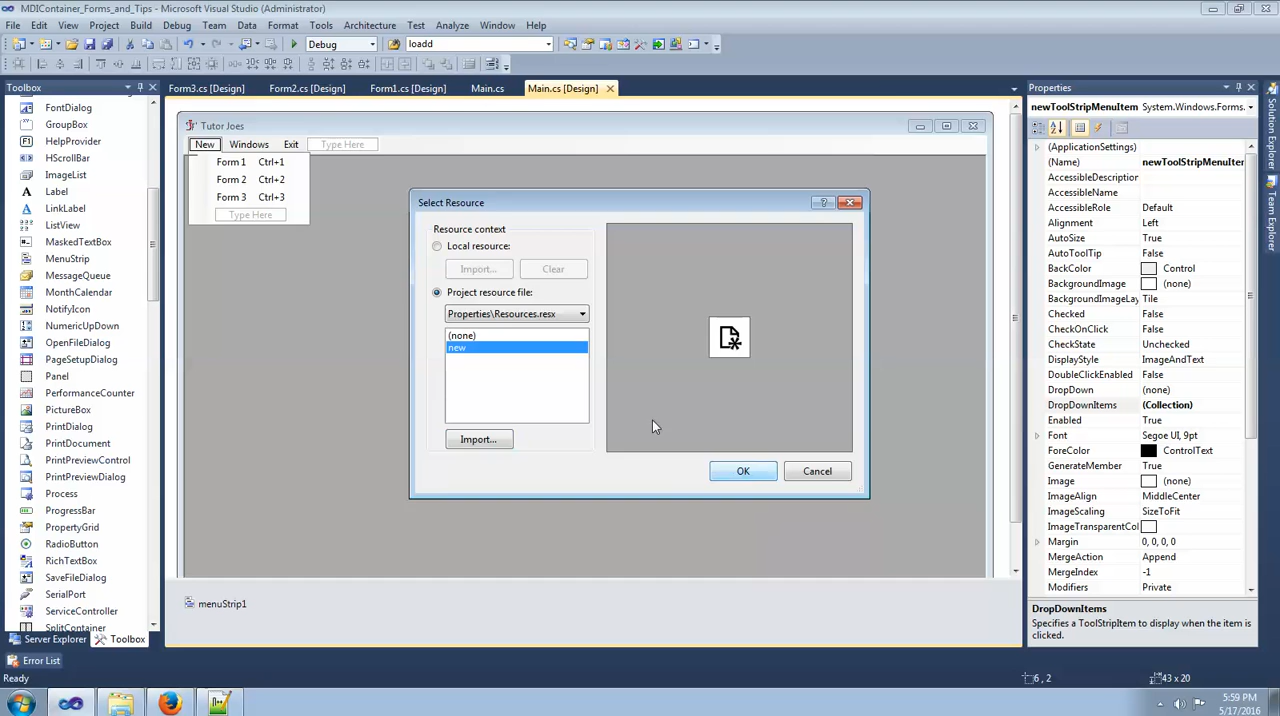 MDIContainer_Forms_and_Tips - Microsoft Visual Studio (Administrator)
File Edit View Project Build Debug Team Data Format Tools Architecture Test Analyze Window Help
Debug loadd
Toolbox
Form3.cs [Design] Form2.cs [Design] Form1.cs [Design] Main.cs Main.cs [Design]
Properties
FontDialog
GroupBox
HelpProvider
HScrollBar
ImageList
Label
LinkLabel
ListView
MaskedTextBox
MenuStrip
MessageQueue
MonthCalendar
NotifyIcon
NumericUpDown
OpenFileDialog
PageSetupDialog
Panel
PerformanceCounter
PictureBox
PrintDialog
PrintDocument
PrintPreviewControl
PrintPreviewDialog
Process
ProgressBar
PropertyGrid
RadioButton
RichTextBox
SaveFileDialog
SerialPort
ServiceController
SplitContainer
Server Explorer Toolbox
Tutor Joes
New Windows Exit Type Here
Form 1 Ctrl+1
Form 2 Ctrl+2
Form 3 Ctrl+3
Type Here
Select Resource
Resource context
Local resource:
Import... Clear
Project resource file:
Properties\Resources.resx
(none)
new
Import...
OK Cancel
menuStrip1
newToolStripMenuItem System.Windows.Forms.
(ApplicationSettings)
(Name) newToolStripMenuIter
AccessibleDescription
AccessibleName
AccessibleRole Default
Alignment Left
AutoSize True
AutoToolTip False
BackColor Control
BackgroundImage (none)
BackgroundImageLay Tile
Checked False
CheckOnClick False
CheckState Unchecked
DisplayStyle ImageAndText
DoubleClickEnabled False
DropDown (none)
DropDownItems (Collection)
Enabled True
Font Segoe UI, 9pt
ForeColor ControlText
GenerateMember True
Image (none)
ImageAlign MiddleCenter
ImageScaling SizeToFit
ImageTransparentCol
Margin 0, 0, 0, 0
MergeAction Append
MergeIndex -1
Modifiers Private
DropDownItems
Specifies a ToolStripItem to display when the item is
clicked.
Solution Explorer
Team Explorer
Error List
Ready
6 , 2
43 x 20
5:59 PM
5/17/2016